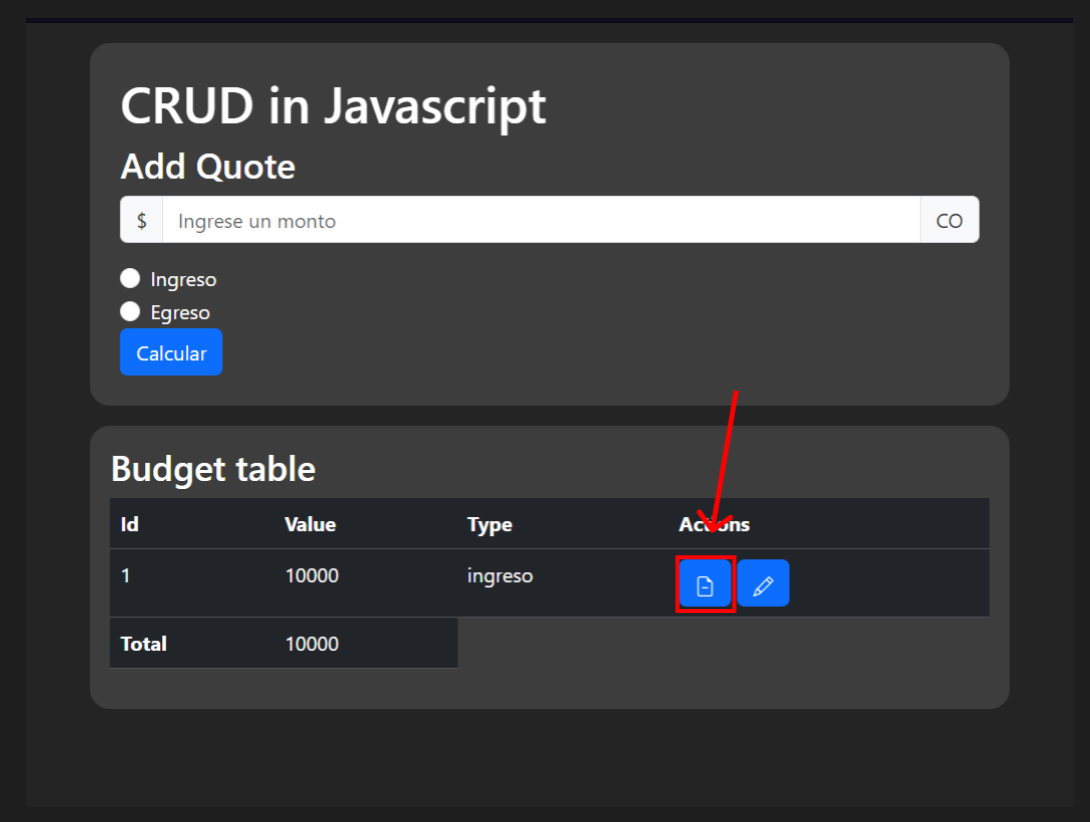 CRUD in Javascript
Add Quote
$ Ingrese un monto CO
Ingreso
Egreso
Calcular
Budget table
Id Value Type Actions
1 10000 ingreso
Total 10000